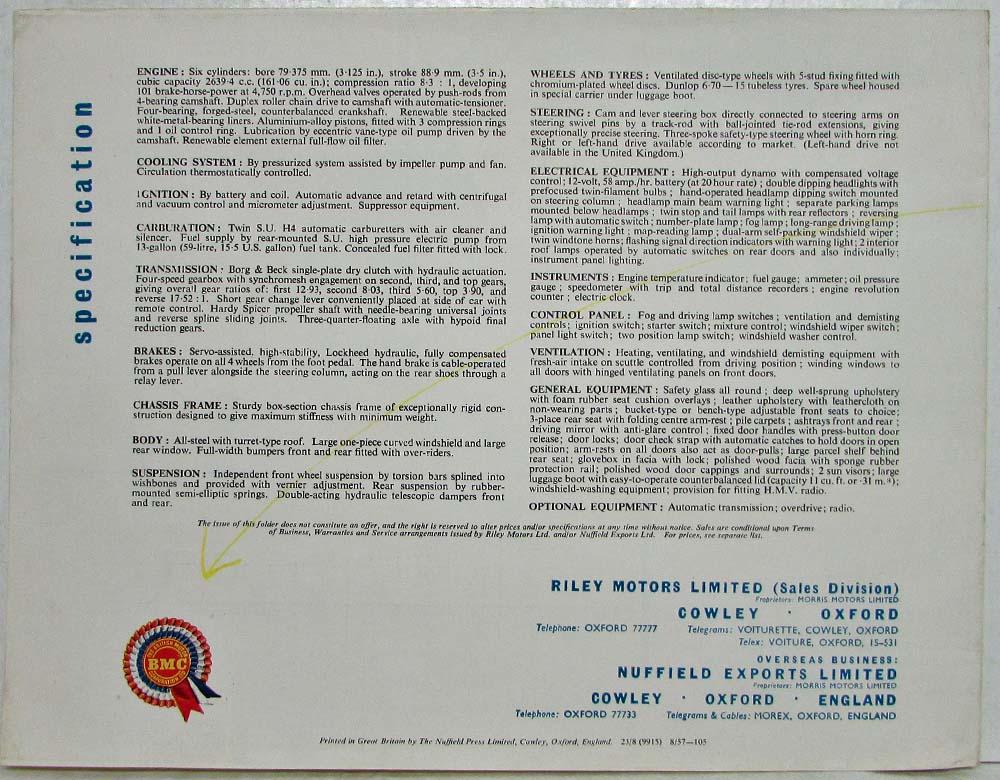 specification
ENGINE : Six cylinders: bore 79·375 mm. (3·125 in.), stroke 88·9 mm. (3·5 in.),
cubic capacity 2639·4 c.c. (161·06 cu. in.); compression ratio 8·3 : 1, developing
101 brake-horse-power at 4,750 r.p.m. Overhead valves operated by push-rods from
4-bearing camshaft. Duplex roller chain drive to camshaft with automatic-tensioner.
Four-bearing, forged-steel, counterbalanced crankshaft. Renewable steel-backed
white-metal-bearing liners. Aluminium-alloy pistons, fitted with 3 compression rings
and 1 oil control ring. Lubrication by eccentric vane-type oil pump driven by the
camshaft. Renewable element external full-flow oil filter.
COOLING SYSTEM : By pressurized system assisted by impeller pump and fan.
Circulation thermostatically controlled.
IGNITION : By battery and coil. Automatic advance and retard with centrifugal
and vacuum control and micrometer adjustment. Suppressor equipment.
CARBURATION : Twin S.U. H4 automatic carburetters with air cleaner and
silencer. Fuel supply by rear-mounted S.U. high pressure electric pump from
13-gallon (59-litre, 15·5 U.S. gallon) fuel tank. Concealed fuel filter fitted with lock.
TRANSMISSION : Borg & Beck single-plate dry clutch with hydraulic actuation.
Four-speed gearbox with synchromesh engagement on second, third, and top gears,
giving overall gear ratios of: first 12·93, second 8·03, third 5·60, top 3·90, and
reverse 17·52 : 1. Short gear change lever conveniently placed at side of car with
remote control. Hardy Spicer propeller shaft with needle-bearing universal joints
and reverse spline sliding joints. Three-quarter-floating axle with hypoid final
reduction gears.
BRAKES : Servo-assisted, high-stability, Lockheed hydraulic, fully compensated
brakes operate on all 4 wheels from the foot pedal. The hand brake is cable-operated
from a pull lever alongside the steering column, acting on the rear shoes through a
relay lever.
CHASSIS FRAME : Sturdy box-section chassis frame of exceptionally rigid con-
struction designed to give maximum stiffness with minimum weight.
BODY : All-steel with turret-type roof. Large one-piece curved windshield and large
rear window. Full-width bumpers front and rear fitted with over-riders.
SUSPENSION : Independent front wheel suspension by torsion bars splined into
wishbones and provided with vernier adjustment. Rear suspension by rubber-
mounted semi-elliptic springs. Double-acting hydraulic telescopic dampers front
and rear.
WHEELS AND TYRES : Ventilated disc-type wheels with 5-stud fixing fitted with
chromium-plated wheel discs. Dunlop 6·70 — 15 tubeless tyres. Spare wheel housed
in special carrier under luggage boot.
STEERING : Cam and lever steering box directly connected to steering arms on
steering swivel pins by a track-rod with ball-jointed tie-rod extensions, giving
exceptionally precise steering. Three-spoke safety-type steering wheel with horn ring.
Right or left-hand drive available according to market. (Left-hand drive not
available in the United Kingdom.)
ELECTRICAL EQUIPMENT : High-output dynamo with compensated voltage
control; 12-volt, 58 amp./hr. battery (at 20 hour rate) ; double dipping headlights with
prefocused twin-filament bulbs ; hand-operated headlamp dipping switch mounted
on steering column ; headlamp main beam warning light ; separate parking lamps
mounted below headlamps ; twin stop and tail lamps with rear reflectors ; reversing
lamp with automatic switch ; number-plate lamp ; fog lamp ; long-range driving lamp ;
ignition warning light ; map-reading lamp ; dual-arm self-parking windshield wiper ;
twin windtone horns; flashing signal direction indicators with warning light; 2 interior
roof lamps operated by automatic switches on rear doors and also individually;
instrument panel lighting.
INSTRUMENTS : Engine temperature indicator; fuel gauge; ammeter; oil pressure
gauge ; speedometer with trip and total distance recorders ; engine revolution
counter ; electric clock.
CONTROL PANEL : Fog and driving lamp switches ; ventilation and demisting
controls; ignition switch; starter switch; mixture control; windshield wiper switch;
panel light switch; two position lamp switch; windshield washer control.
VENTILATION : Heating, ventilating, and windshield demisting equipment with
fresh-air intake on scuttle controlled from driving position ; winding windows to
all doors with hinged ventilating panels on front doors.
GENERAL EQUIPMENT : Safety glass all round ; deep well-sprung upholstery
with foam rubber seat cushion overlays ; leather upholstery with leathercloth on
non-wearing parts ; bucket-type or bench-type adjustable front seats to choice;
3-place rear seat with folding centre arm-rest ; pile carpets ; ashtrays front and rear ;
driving mirror with anti-glare control ; fixed door handles with press-button door
release; door locks; door check strap with automatic catches to hold doors in open
position; arm-rests on all doors also act as door-pulls; large parcel shelf behind
rear seat; glovebox in facia with lock; polished wood facia with sponge rubber
protection rail; polished wood door cappings and surrounds; 2 sun visors; large
luggage boot with easy-to-operate counterbalanced lid (capacity 11 cu. ft. or ·31 m.³);
windshield-washing equipment; provision for fitting H.M.V. radio.
OPTIONAL EQUIPMENT : Automatic transmission; overdrive; radio.
The issue of this folder does not constitute an offer, and the right is reserved to alter prices and/or specifications at any time without notice. Sales are conditional upon Terms
of Business, Warranties and Service arrangements issued by Riley Motors Ltd. and/or Nuffield Exports Ltd. For prices, see separate list.
RILEY MOTORS LIMITED (Sales Division)
Proprietors: MORRIS MOTORS LIMITED
COWLEY · OXFORD
Telephone: OXFORD 77777 Telegrams: VOITURETTE, COWLEY, OXFORD
Telex: VOITURE, OXFORD, 15-531
OVERSEAS BUSINESS:
NUFFIELD EXPORTS LIMITED
Proprietors: MORRIS MOTORS LIMITED
COWLEY · OXFORD · ENGLAND
Telephone: OXFORD 77733 Telegrams & Cables: MOREX, OXFORD, ENGLAND
THE BRITISH MOTOR
BMC
CORPORATION LTD
Printed in Great Britain by The Nuffield Press Limited, Cowley, Oxford, England. 23/8 (9915) 8/57—105